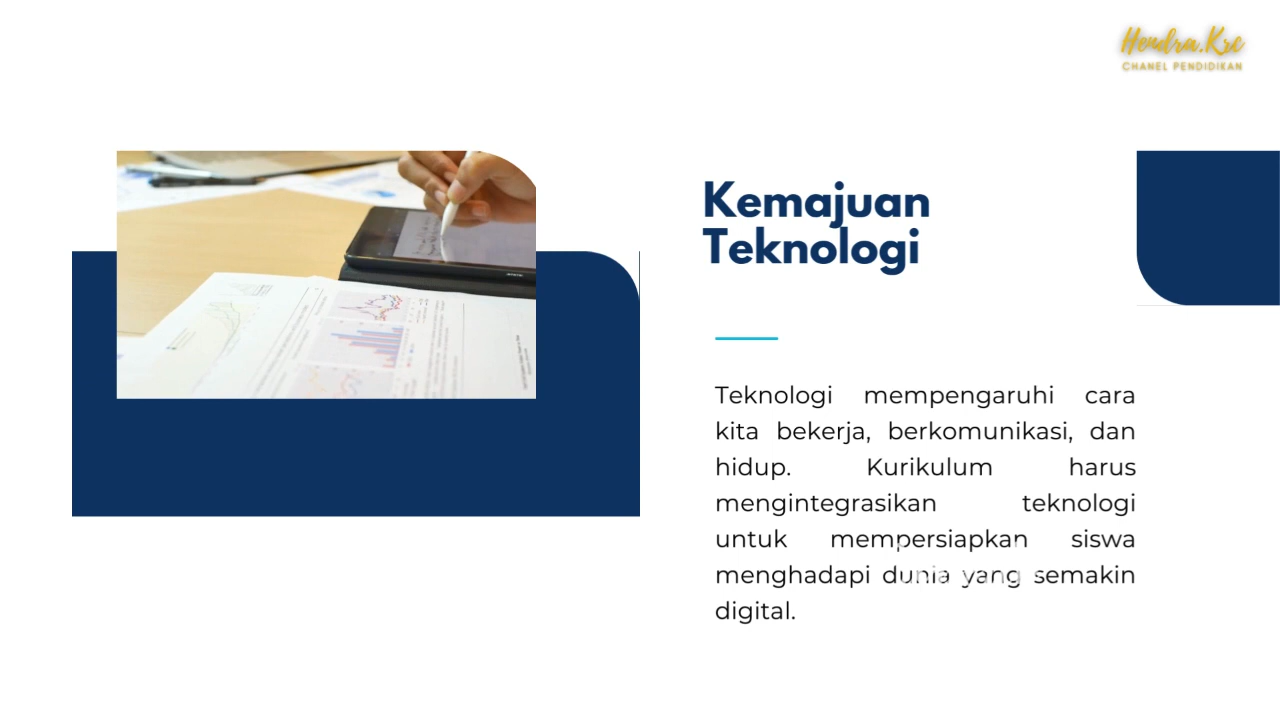 Hendra.Krc
CHANEL PENDIDIKAN
Kemajuan
Teknologi
Teknologi mempengaruhi cara
kita bekerja, berkomunikasi, dan
hidup. Kurikulum harus
mengintegrasikan teknologi
untuk mempersiapkan siswa
menghadapi dunia yang semakin
digital.